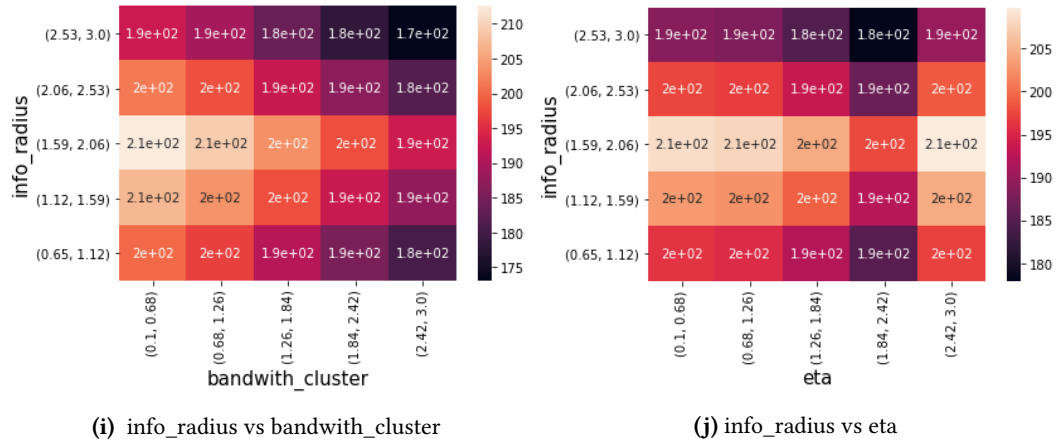 (2.53, 3.0) 1.9e+02 1.9e+02 1.8e+02 1.8e+02 1.7e+02
(2.06, 2.53) 2e+02 2e+02 1.9e+02 1.9e+02 1.8e+02
(1.59, 2.06) 2.1e+02 2.1e+02 2e+02 2e+02 1.9e+02
(1.12, 1.59) 2.1e+02 2e+02 2e+02 1.9e+02 1.9e+02
(0.65, 1.12) 2e+02 2e+02 1.9e+02 1.9e+02 1.8e+02
info_radius
(0.1, 0.68) (0.68, 1.26) (1.26, 1.84) (1.84, 2.42) (2.42, 3.0)
bandwith_cluster
210
205
200
195
190
185
180
175
(i) info_radius vs bandwith_cluster
(2.53, 3.0) 1.9e+02 1.9e+02 1.8e+02 1.8e+02 1.9e+02
(2.06, 2.53) 2e+02 2e+02 1.9e+02 1.9e+02 2e+02
(1.59, 2.06) 2.1e+02 2.1e+02 2e+02 2e+02 2.1e+02
(1.12, 1.59) 2e+02 2e+02 2e+02 1.9e+02 2e+02
(0.65, 1.12) 2e+02 2e+02 1.9e+02 1.9e+02 2e+02
info_radius
(0.1, 0.68) (0.68, 1.26) (1.26, 1.84) (1.84, 2.42) (2.42, 3.0)
eta
205
200
195
190
185
180
(j) info_radius vs eta